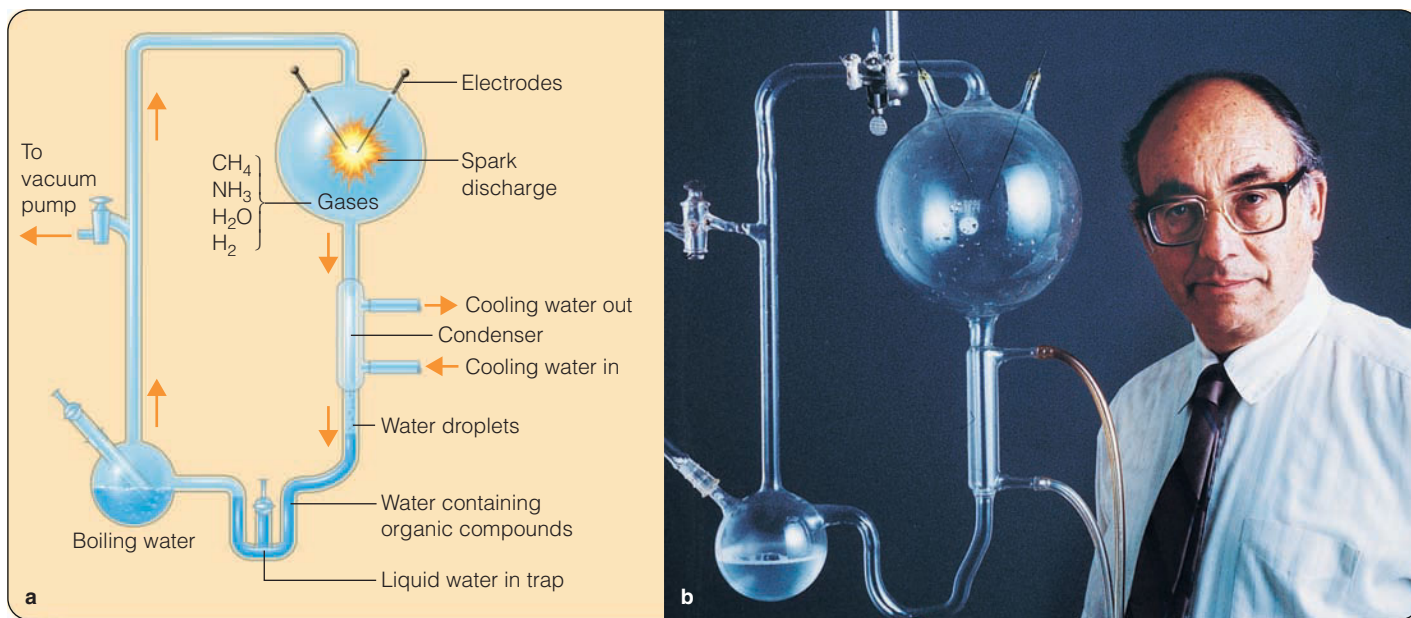 To
vacuum
pump
CH₄
NH₃
H₂O
H₂
Gases
Electrodes
Spark
discharge
Cooling water out
Condenser
Cooling water in
Water droplets
Water containing
organic compounds
Boiling water
Liquid water in trap
a
b